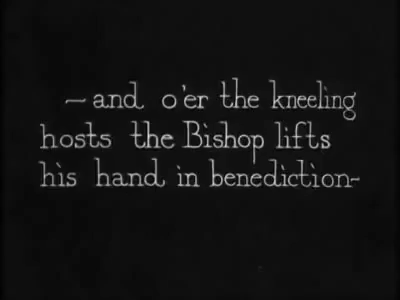 —and o'er the kneeling
hosts the Bishop lifts
his hand in benediction-